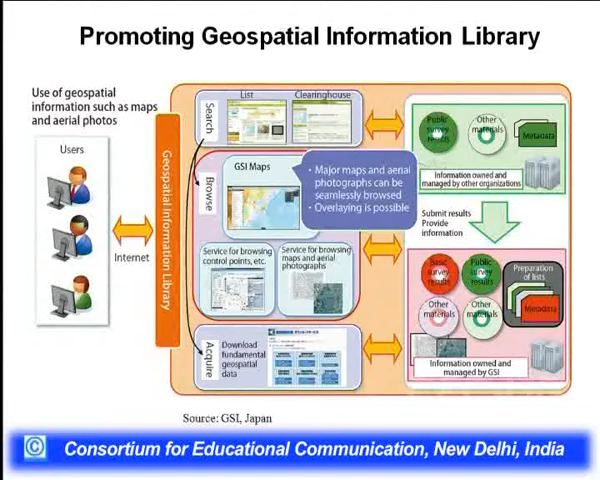 Promoting Geospatial Information Library
Use of geospatial
information such as maps
and aerial photos
Users
Internet
Geospatial Information Library
Search
List
Clearinghouse
Browse
GSI Maps
• Major maps and aerial
photographs can be
seamlessly browsed
• Overlaying is possible
Service for browsing
control points, etc.
Service for browsing
maps and aerial
photographs
Acquire
Download
fundamental
geospatial
data
Public
survey
results
Other
materials
Metadata
Information owned and
managed by other organizations
Submit results
Provide
information
Basic
survey
results
Public
survey
results
Preparation
of lists
Other
materials
Other
materials
Metadata
Information owned and
managed by GSI
Source: GSI, Japan
© Consortium for Educational Communication, New Delhi, India